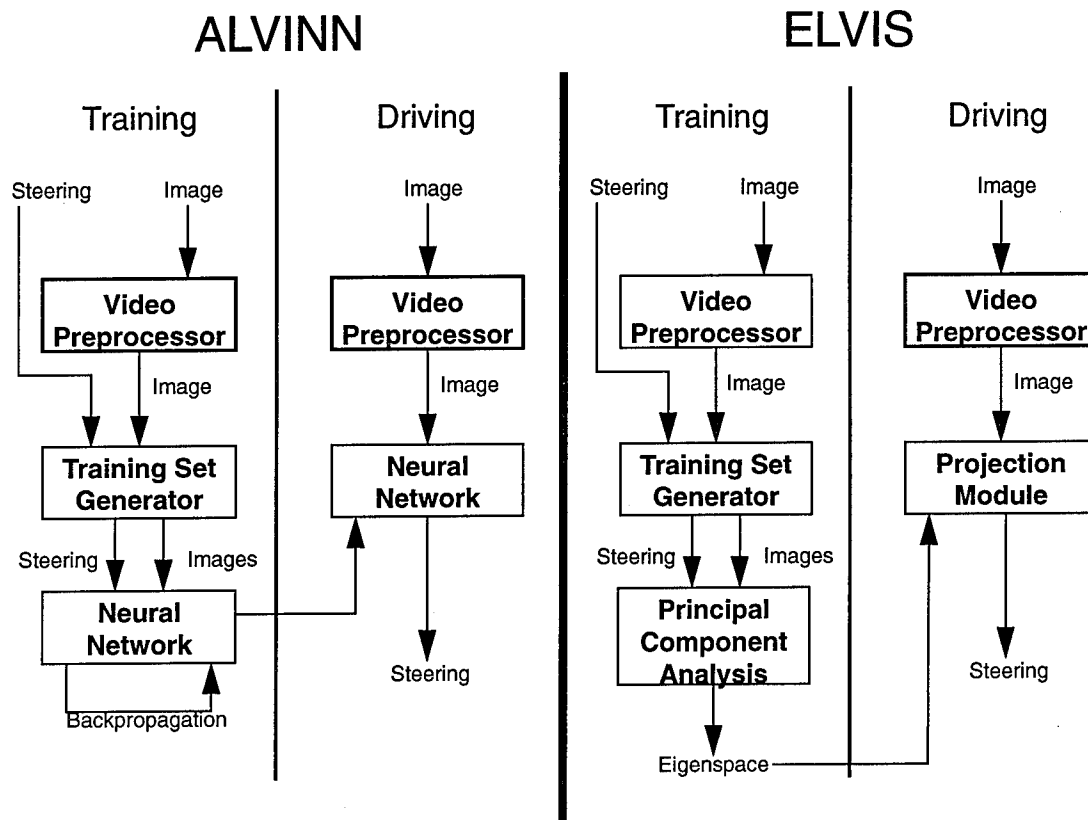 ALVINN
ELVIS
Training
Driving
Training
Driving
Steering
Image
Image
Steering
Image
Image
Video
Preprocessor
Video
Preprocessor
Video
Preprocessor
Video
Preprocessor
Image
Image
Image
Image
Training Set
Generator
Neural
Network
Training Set
Generator
Projection
Module
Steering
Images
Steering
Images
Neural
Network
Principal
Component
Analysis
Steering
Steering
Backpropagation
Eigenspace